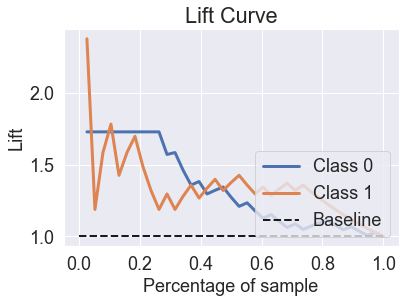 Lift Curve
Lift
2.0
1.5
1.0
Class 0
Class 1
Baseline
0.0 0.2 0.4 0.6 0.8 1.0
Percentage of sample